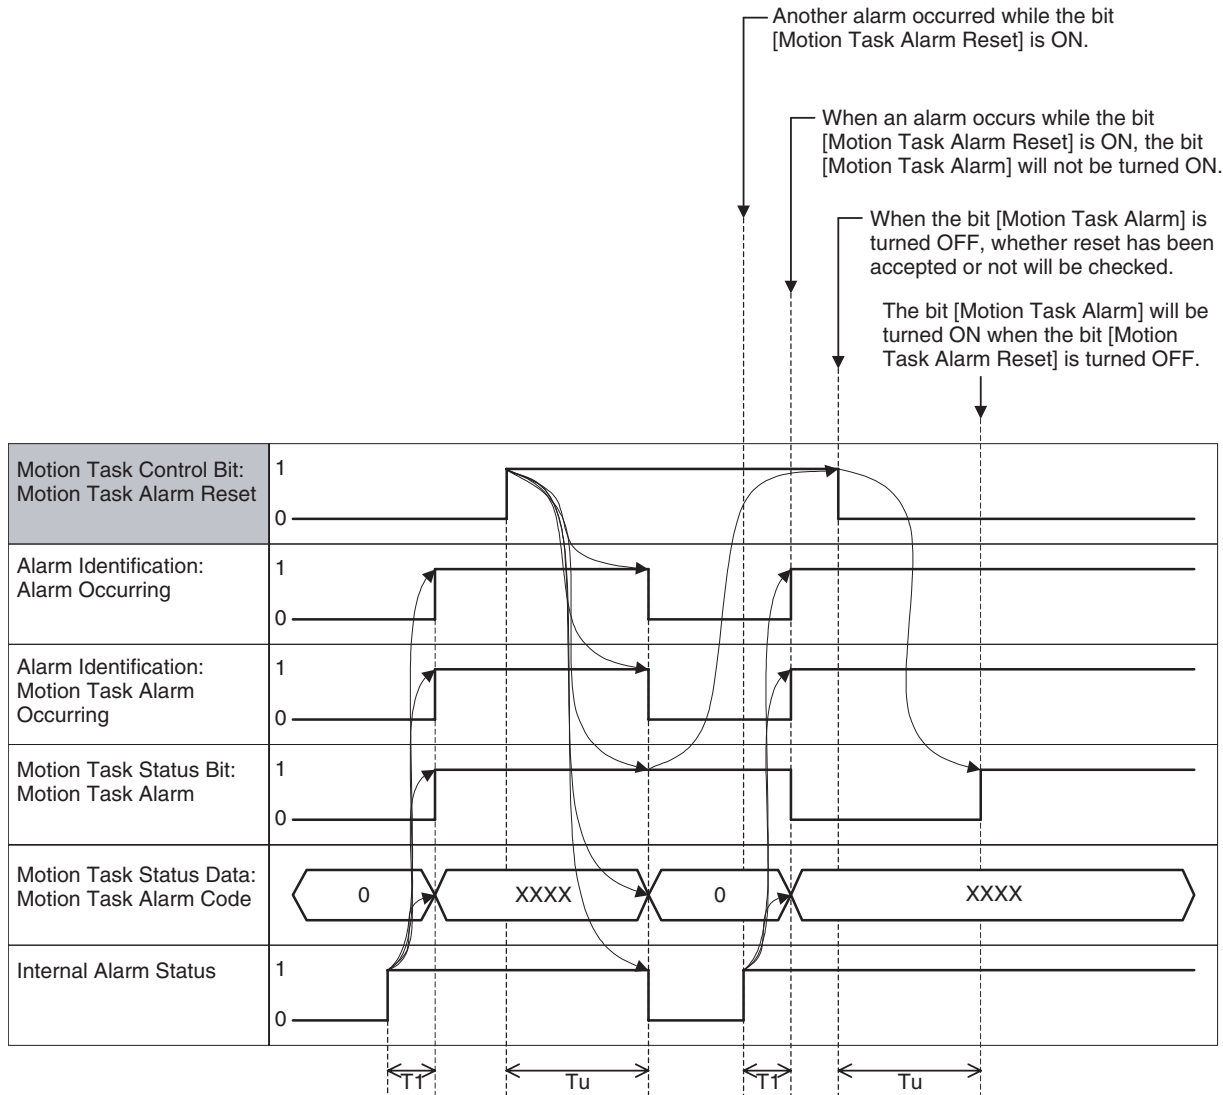 Another alarm occurred while the bit
[Motion Task Alarm Reset] is ON.
When an alarm occurs while the bit
[Motion Task Alarm Reset] is ON, the bit
[Motion Task Alarm] will not be turned ON.
When the bit [Motion Task Alarm] is
turned OFF, whether reset has been
accepted or not will be checked.
The bit [Motion Task Alarm] will be
turned ON when the bit [Motion
Task Alarm Reset] is turned OFF.
Motion Task Control Bit:
Motion Task Alarm Reset
1
0
Alarm Identification:
Alarm Occurring
1
0
Alarm Identification:
Motion Task Alarm
Occurring
1
0
Motion Task Status Bit:
Motion Task Alarm
1
0
Motion Task Status Data:
Motion Task Alarm Code
0 XXXX 0 XXXX
Internal Alarm Status
1
0
T1 Tu T1 Tu